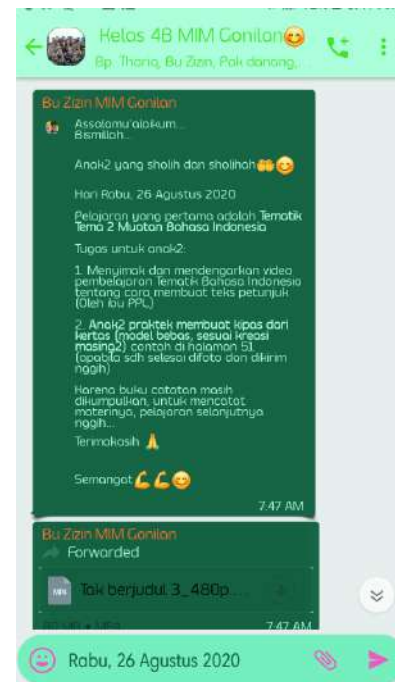 Kelas 4B MIM Gonilan😊
Bp. Thoriq, Bu Zizin, Pak danang,...
Bu Zizin MIM Gonilan
Assalamu'alaikum...
Bismillah...
Anak2 yang sholih dan sholihah🤲😊
Hari Rabu, 26 Agustus 2020
Pelajaran yang pertama adalah Tematik
Tema 2 Muatan Bahasa Indonesia
Tugas untuk anak2:
1. Menyimak dan mendengarkan video
pembelajaran Tematik Bahasa Indonesia
tentang cara membuat teks petunjuk
(Oleh ibu PPL)
2. Anak2 praktek membuat kipas dari
kertas (model bebas, sesuai kreasi
masing2) contoh di halaman 51
(apabila sdh selesai difoto dan dikirim
nggih)
Karena buku catatan masih
dikumpulkan, untuk mencatat
materinya, pelajaran selanjutnya
nggih...
Terimakasih 🙏
Semangat💪💪😊
7.47 AM
Bu Zizin MIM Gonilan
Forwarded
Tak berjudul 3_480p....
7.47 AM
Rabu, 26 Agustus 2020